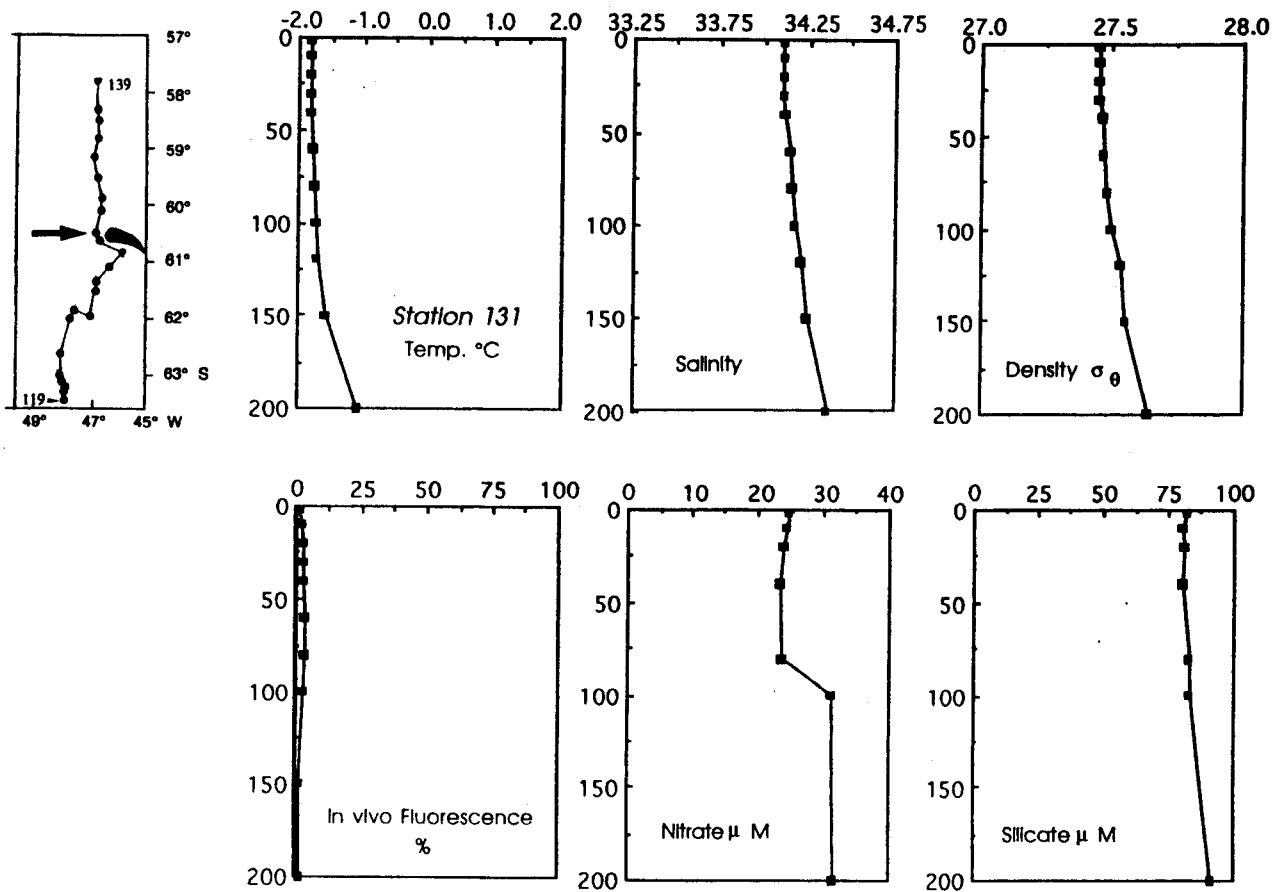 57°
139
58°
59°
60°
61°
62°
63° S
119
49° 47° 45° W
-2.0 -1.0 0.0 1.0 2.0
0
50
100
150
200
Station 131
Temp. °C
33.25 33.75 34.25 34.75
0
50
100
150
200
Salinity
27.0 27.5 28.0
0
50
100
150
200
Density σθ
0 25 50 75 100
0
50
100
150
200
In vivo Fluorescence
%
0 10 20 30 40
0
50
100
150
200
Nitrate μ M
0 25 50 75 100
0
50
100
150
200
Silicate μ M